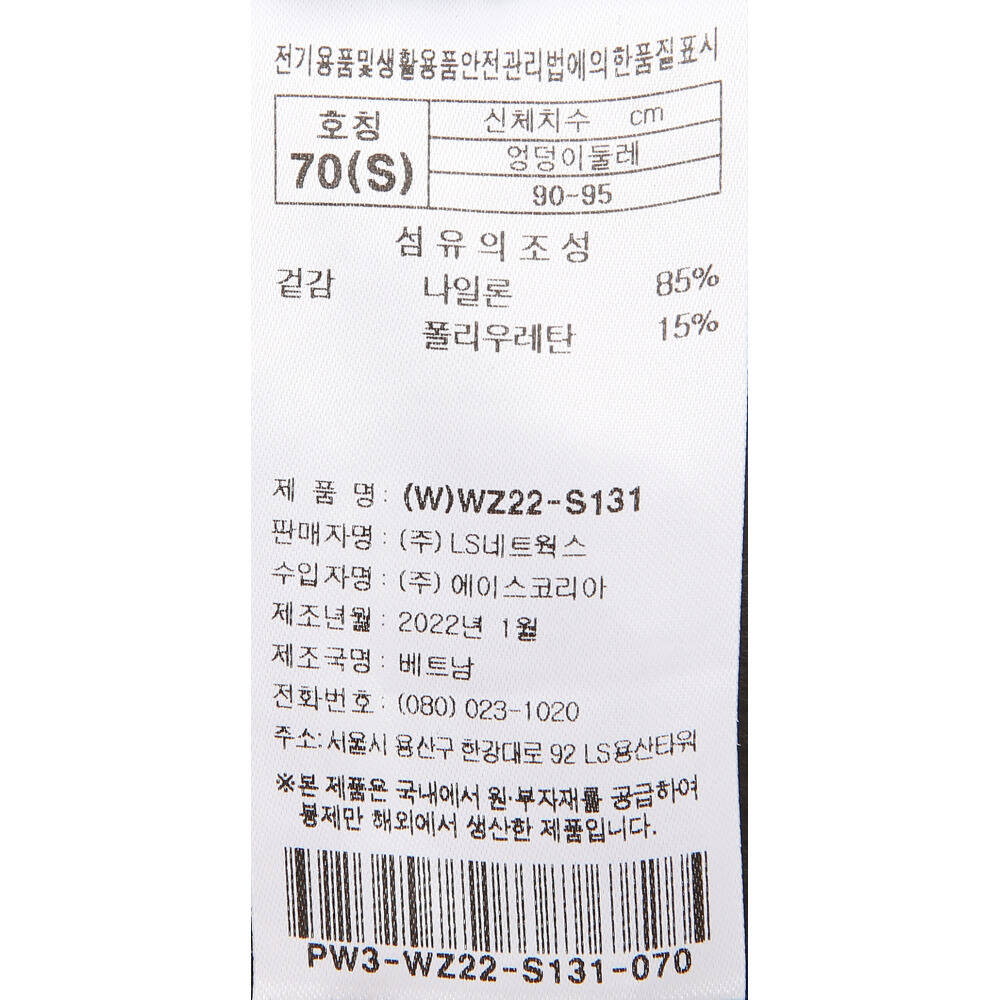 전기용품및생활용품안전관리법에의한품질표시
호칭
70(S)
신체치수 cm
엉덩이둘레
90-95
섬유의조성
겉감 나일론 85%
폴리우레탄 15%
제 품 명: (W)WZ22-S131
판매자명: (주)LS네트웍스
수입자명: (주)에이스코리아
제조년월: 2022년 1월
제조국명: 베트남
전화번호: (080) 023-1020
주소: 서울시 용산구 한강대로 92 LS용산타워
※본 제품은 국내에서 원·부자재를 공급하여
봉제만 해외에서 생산한 제품입니다.
PW3-WZ22-S131-070